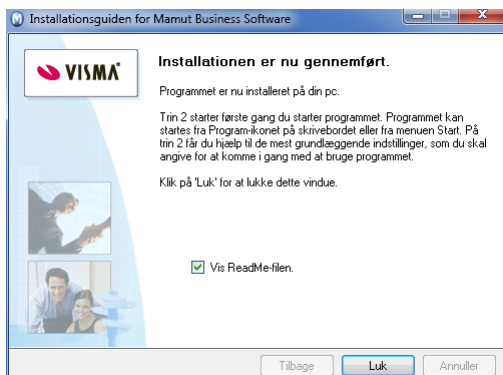 Installationsguiden for Mamut Business Software
VISMA
Installationen er nu gennemført.
Programmet er nu installeret på din pc.
Trin 2 starter første gang du starter programmet. Programmet kan
startes fra Program-ikonet på skrivebordet eller fra menuen Start. På
trin 2 får du hjælp til de mest grundlæggende indstillinger, som du skal
angive for at komme i gang med at bruge programmet.
Klik på 'Luk' for at lukke dette vindue.
Vis ReadMe-filen.
Tilbage
Luk
Annuller